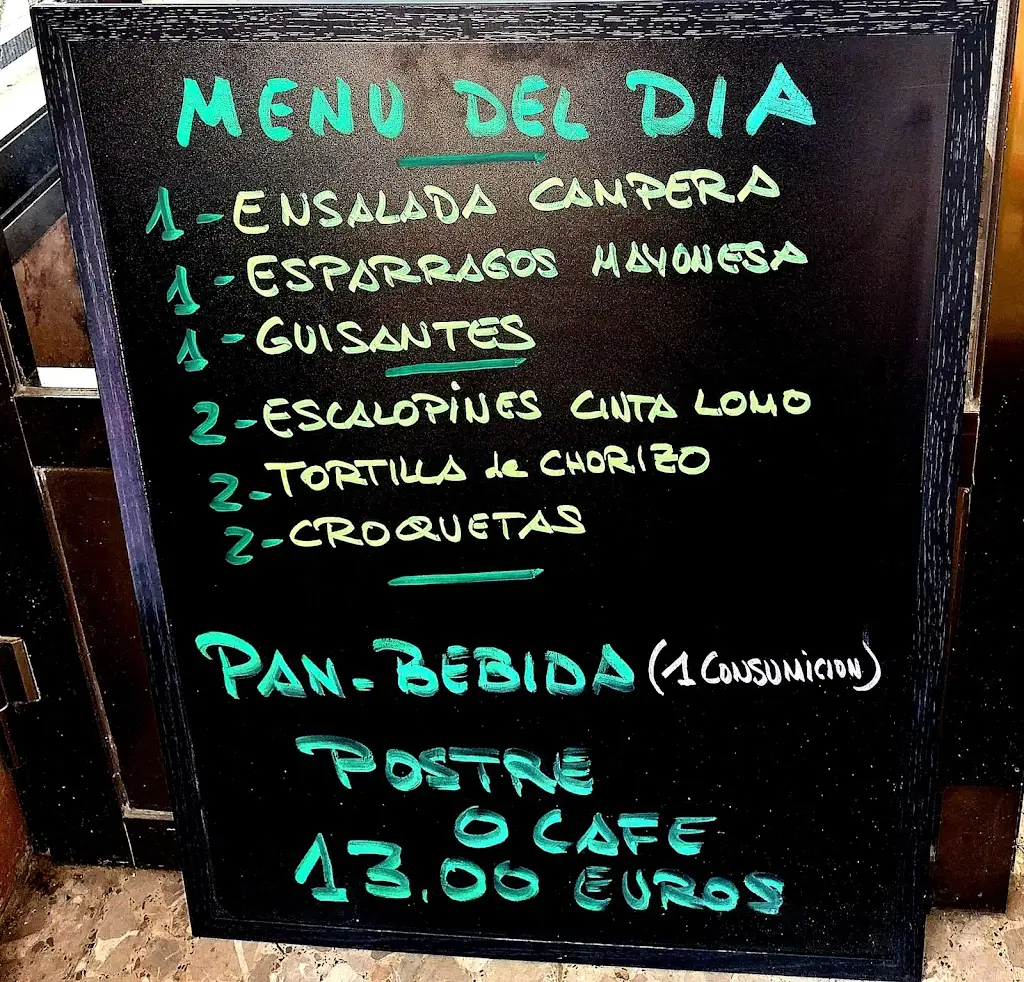 MENU DEL DIA
1-ENSALADA CAMPERA
1-ESPARRAGOS MAYONESA
1-GUISANTES
2-ESCALOPINES CINTA LOMO
2-TORTILLA de CHORIZO
2-CROQUETAS
PAN-BEBIDA (1 CONSUMICION)
POSTRE
O CAFE
13.00 EUROS